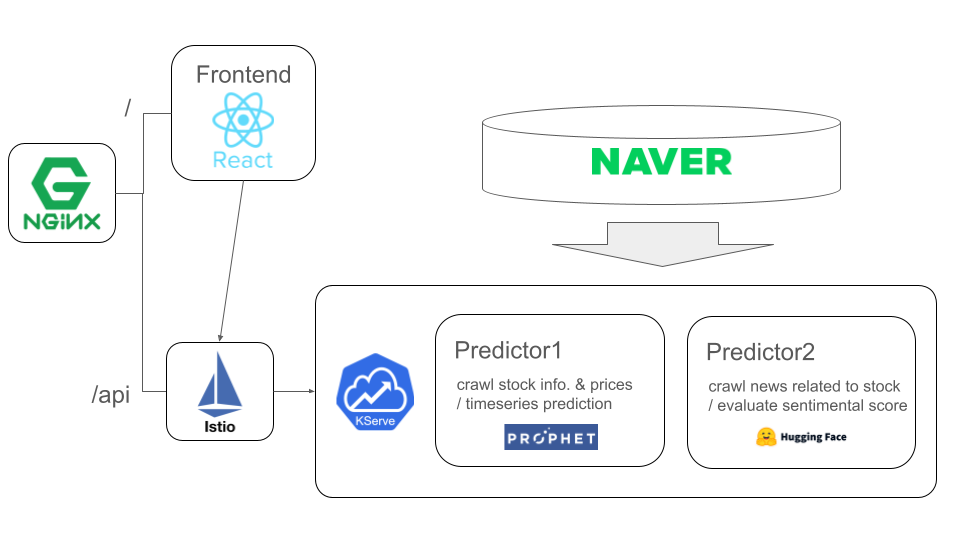 Frontend
/
React
NGiNX
NAVER
/api
Istio
KServe
Predictor1
crawl stock info. & prices
/ timeseries prediction
PROPHET
Predictor2
crawl news related to stock
/ evaluate sentimental score
Hugging Face